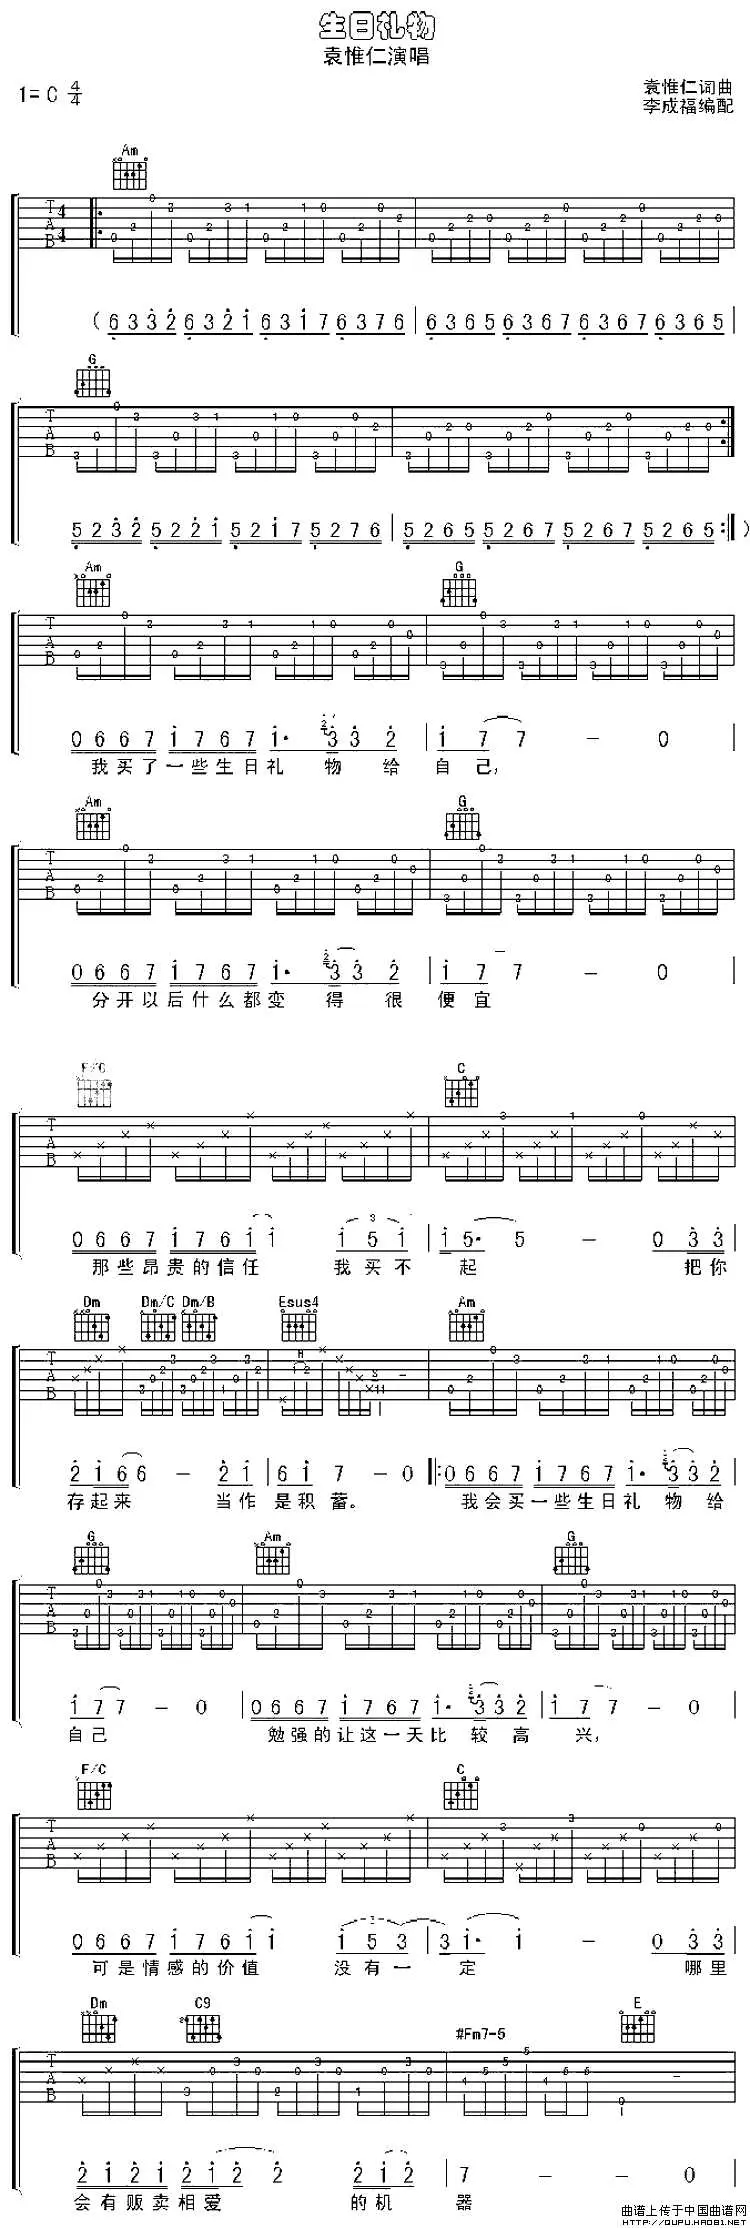 生日礼物
袁惟仁演唱
1= C 4/4
袁惟仁词曲
李成福编配
Am
(6 3 3 2 6 3 2 1 6 3 1 7 6 3 7 6 | 6 3 6 5 6 3 6 7 6 3 6 7 6 3 6 5
G
5 2 3 2 5 2 2 1 5 2 1 7 5 2 7 6 | 5 2 6 5 5 2 6 7 5 2 6 7 5 2 6 5 :|)
Am G
0 6 6 7 1 7 6 7 1· 3 3 2 | 1 7 7 - 0
我买了一些生日礼 物 给 自己,
Am G
0 6 6 7 1 7 6 7 1· 3 3 2 | 1 7 7 - 0
分开以后什么都变 得 很 便宜
F/C C
0 6 6 7 1 7 6 1 1 1 5 1 | 1 5· 5 - 0 3 3
那些昂贵的信任 我买不 起 把你
Dm Dm/C Dm/B Esus4 Am
2 1 6 6 - 2 1 | 6 1 7 - 0 |: 0 6 6 7 1 7 6 7 1· 3 3 2 |
存起来 当作 是积蓄。 我会买一些生日礼 物 给
G Am G
1 7 7 - 0 | 0 6 6 7 1 7 6 7 1· 3 3 2 | 1 7 7 - 0
自己 勉强的让这一天比 较高 兴,
F/C C
0 6 6 7 1 7 6 1 1 1 5 3 | 3 1· 1 - 0 3 3
可是情感的价值 没有一 定 哪里
Dm C9 #Fm7-5 E
2 1 2 2 2 1 2 2 2 1 2 | 7 - - 0
会有贩卖相爱 的机 器
曲谱上传于中国曲谱网
HTTP://QUPU.HAO81.NET